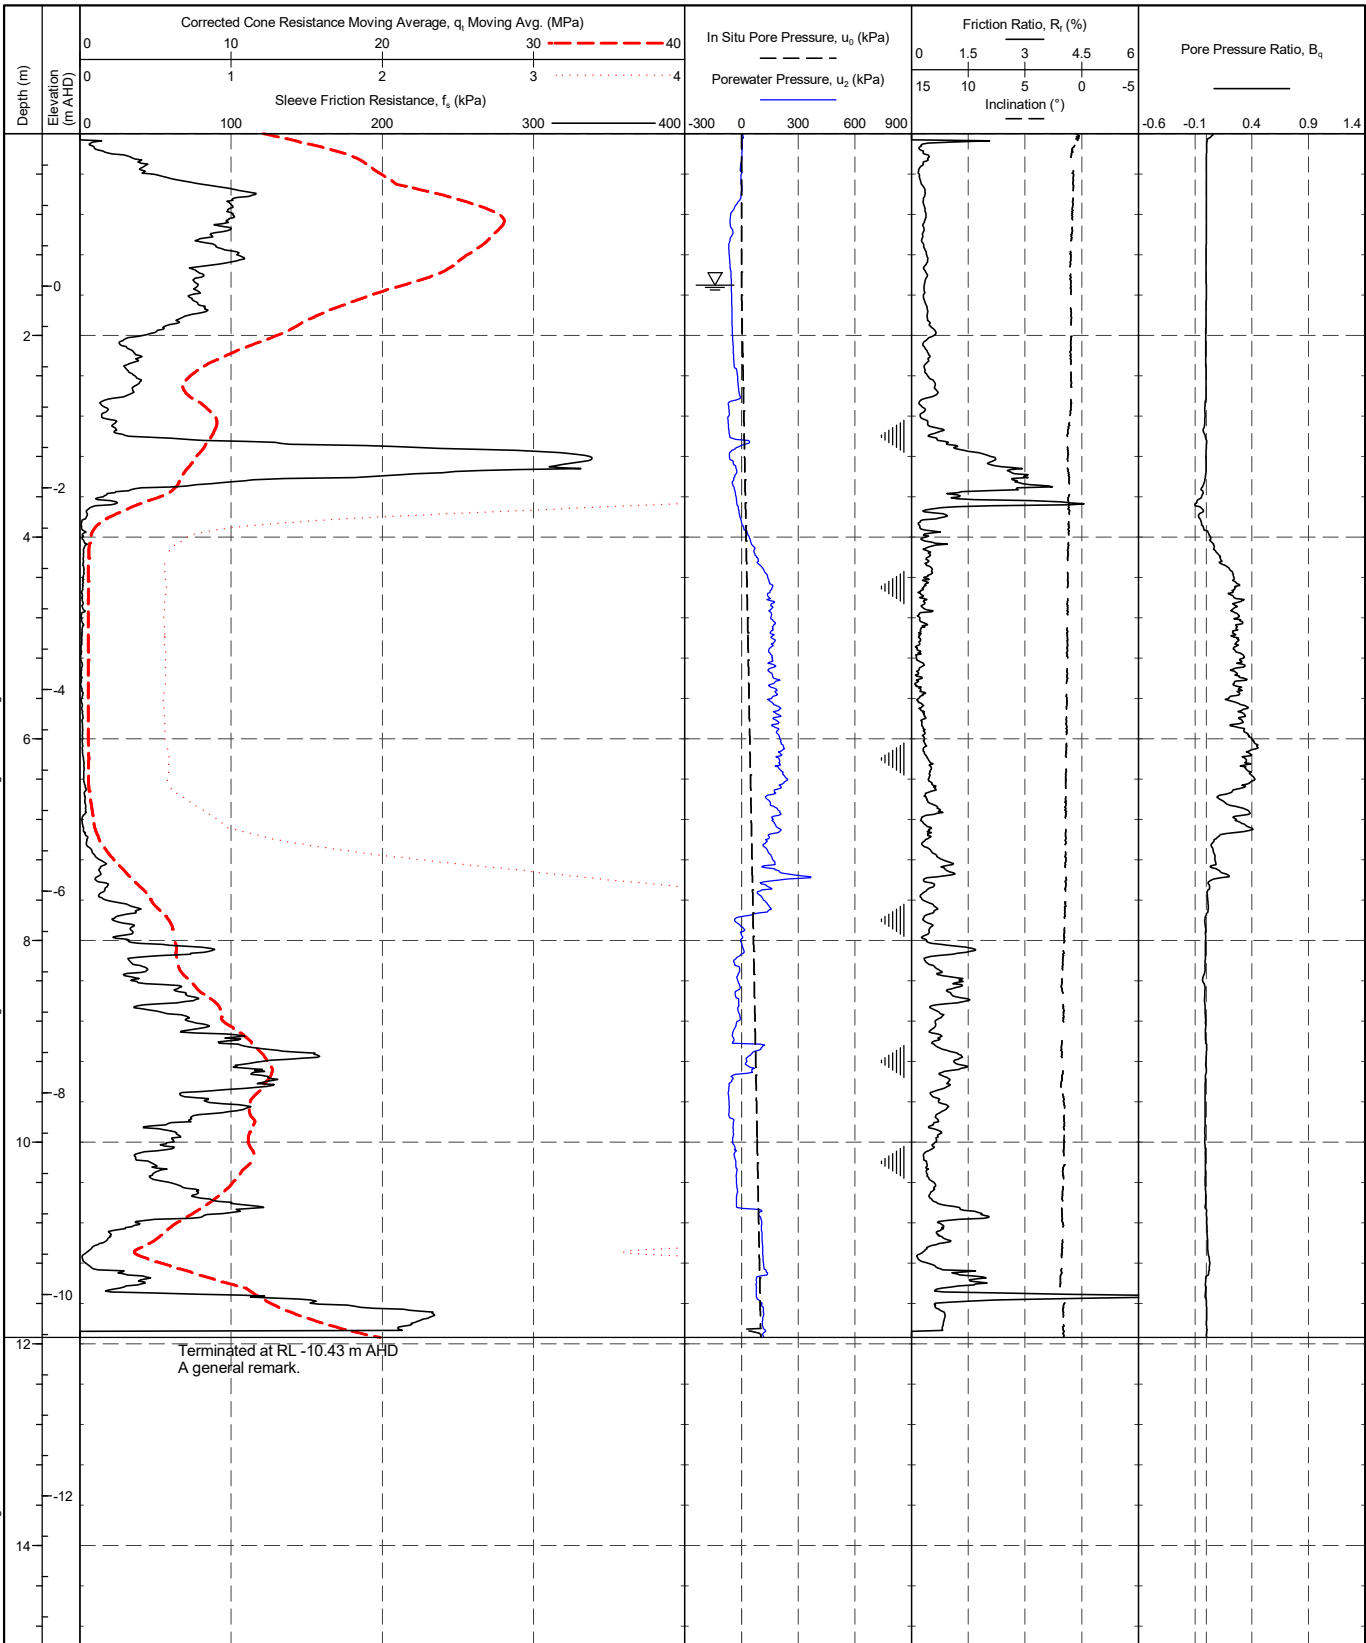 Corrected Cone Resistance Moving Average, qt Moving Avg. (MPa)
0 10 20 30 40
0 1 2 3 4
Sleeve Friction Resistance, fs (kPa)
0 100 200 300 400
Depth (m)
Elevation
(m AHD)
In Situ Pore Pressure, u0 (kPa)
Porewater Pressure, u2 (kPa)
-300 0 300 600 900
Friction Ratio, Rf (%)
0 1.5 3 4.5 6
15 10 5 0 -5
Inclination (°)
Pore Pressure Ratio, Bq
-0.6 -0.1 0.4 0.9 1.4
0
2
-2
4
-4
6
-6
8
-8
10
-10
12
Terminated at RL -10.43 m AHD
A general remark.
-12
14